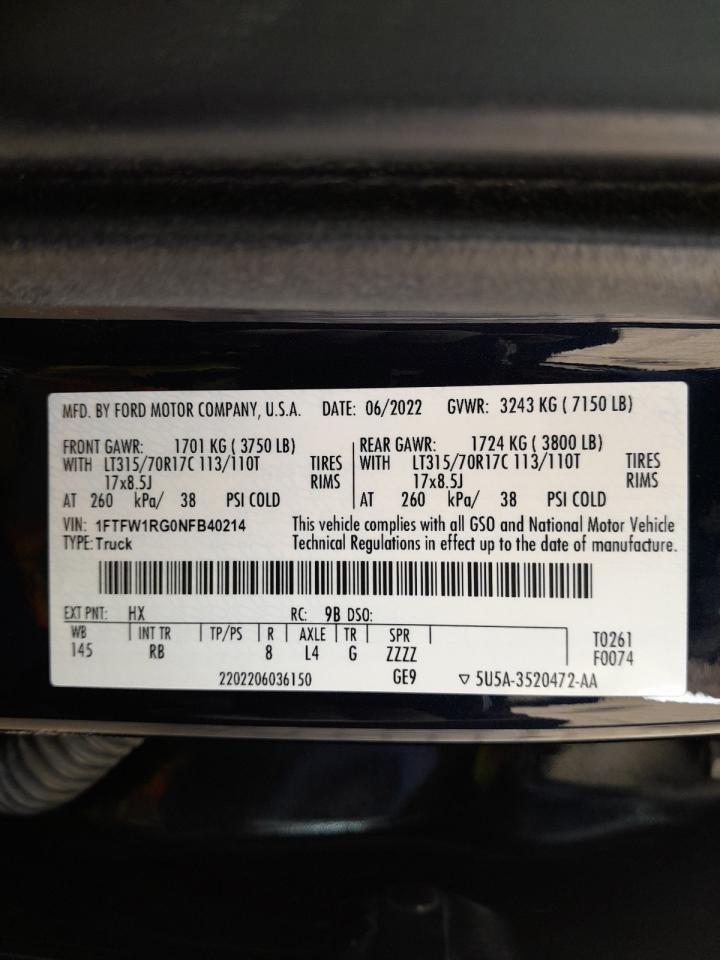 MFD. BY FORD MOTOR COMPANY, U.S.A. DATE: 06/2022 GVWR: 3243 KG ( 7150 LB)
FRONT GAWR: 1701 KG ( 3750 LB) REAR GAWR: 1724 KG ( 3800 LB)
WITH LT315/70R17C 113/110T TIRES WITH LT315/70R17C 113/110T TIRES
17x8.5J RIMS 17x8.5J RIMS
AT 260 kPa/ 38 PSI COLD AT 260 kPa/ 38 PSI COLD
VIN: 1FTFW1RG0NFB40214 This vehicle complies with all GSO and National Motor Vehicle
TYPE: Truck Technical Regulations in effect up to the date of manufacture.
EXT PNT: HX RC: 9B DSO:
WB INT TR TP/PS R AXLE TR SPR T0261
145 RB 8 L4 G ZZZZ F0074
2202206036150 GE9 ▽ 5U5A-3520472-AA